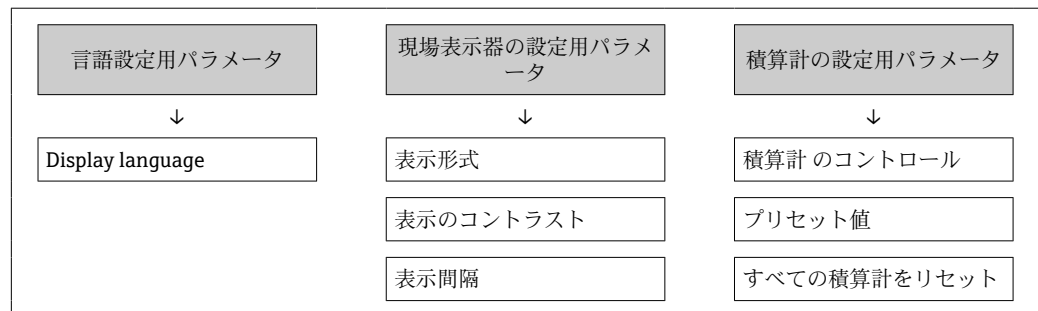 言語設定用パラメータ
↓
Display language
現場表示器の設定用パラメ
ータ
↓
表示形式
表示のコントラスト
表示間隔
積算計の設定用パラメータ
↓
積算計 のコントロール
プリセット値
すべての積算計をリセット